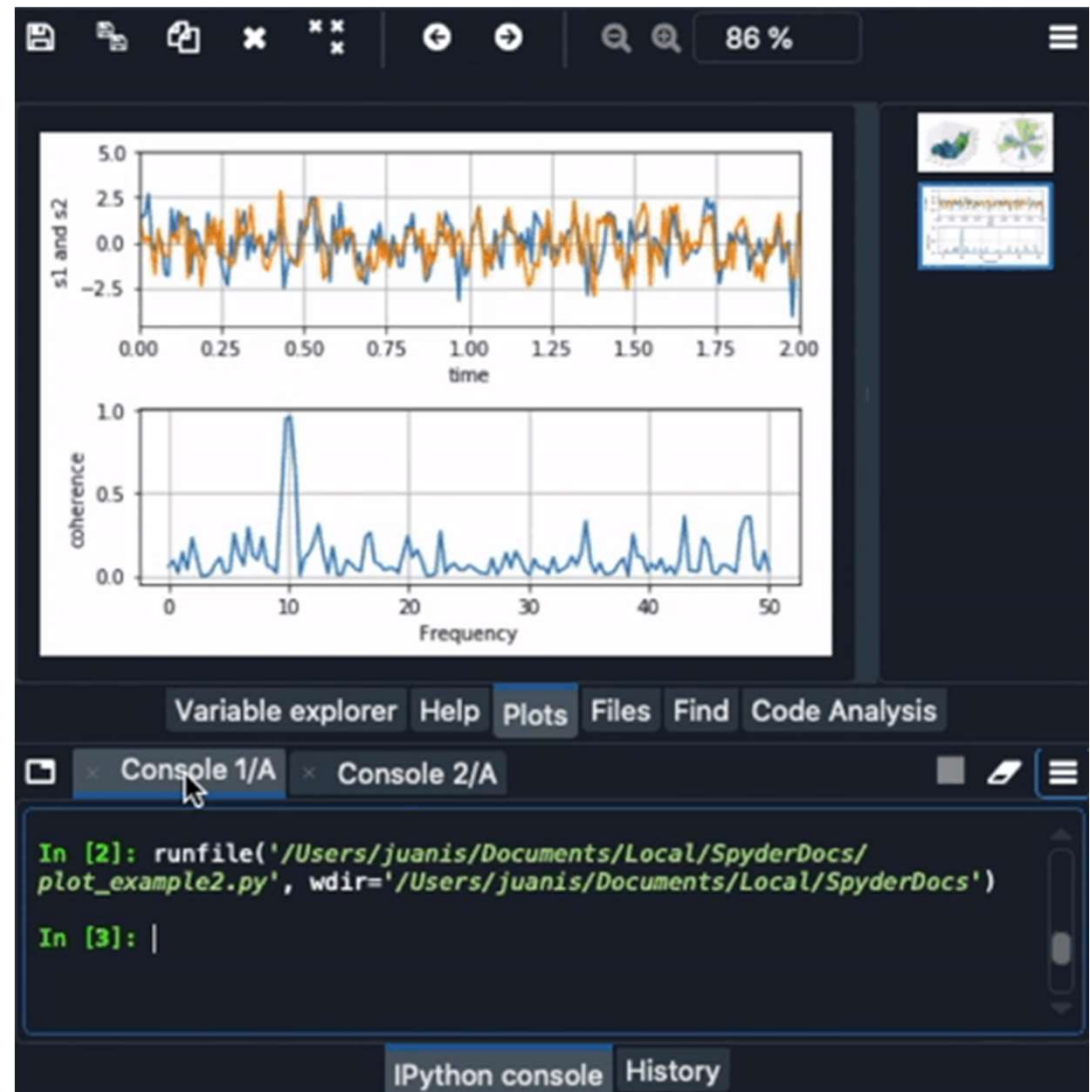 86 %
5.0
2.5
0.0
−2.5
s1 and s2
0.00 0.25 0.50 0.75 1.00 1.25 1.50 1.75 2.00
time
1.0
0.5
0.0
coherence
0 10 20 30 40 50
Frequency
Variable explorer Help Plots Files Find Code Analysis
Console 1/A Console 2/A
In [2]: runfile('/Users/juanis/Documents/Local/SpyderDocs/
plot_example2.py', wdir='/Users/juanis/Documents/Local/SpyderDocs')
In [3]:
IPython console History